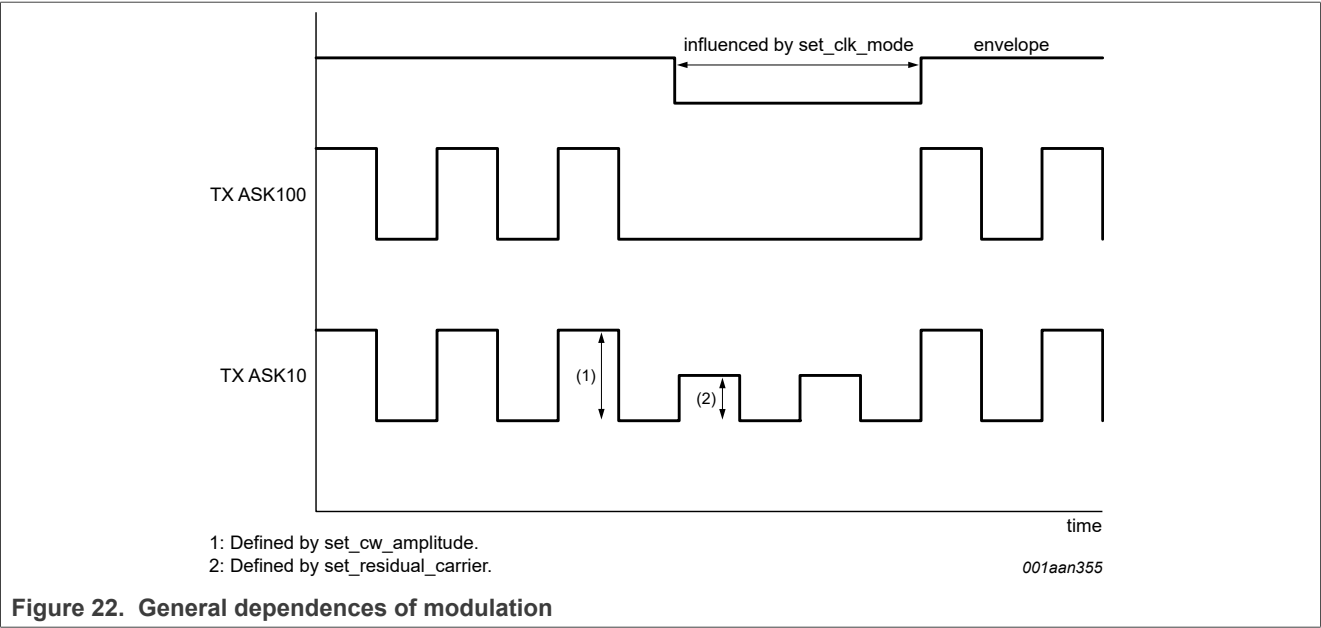 influenced by set_clk_mode
envelope
TX ASK100
TX ASK10
(1)
(2)
time
1: Defined by set_cw_amplitude.
2: Defined by set_residual_carrier.
001aan355
Figure 22. General dependences of modulation